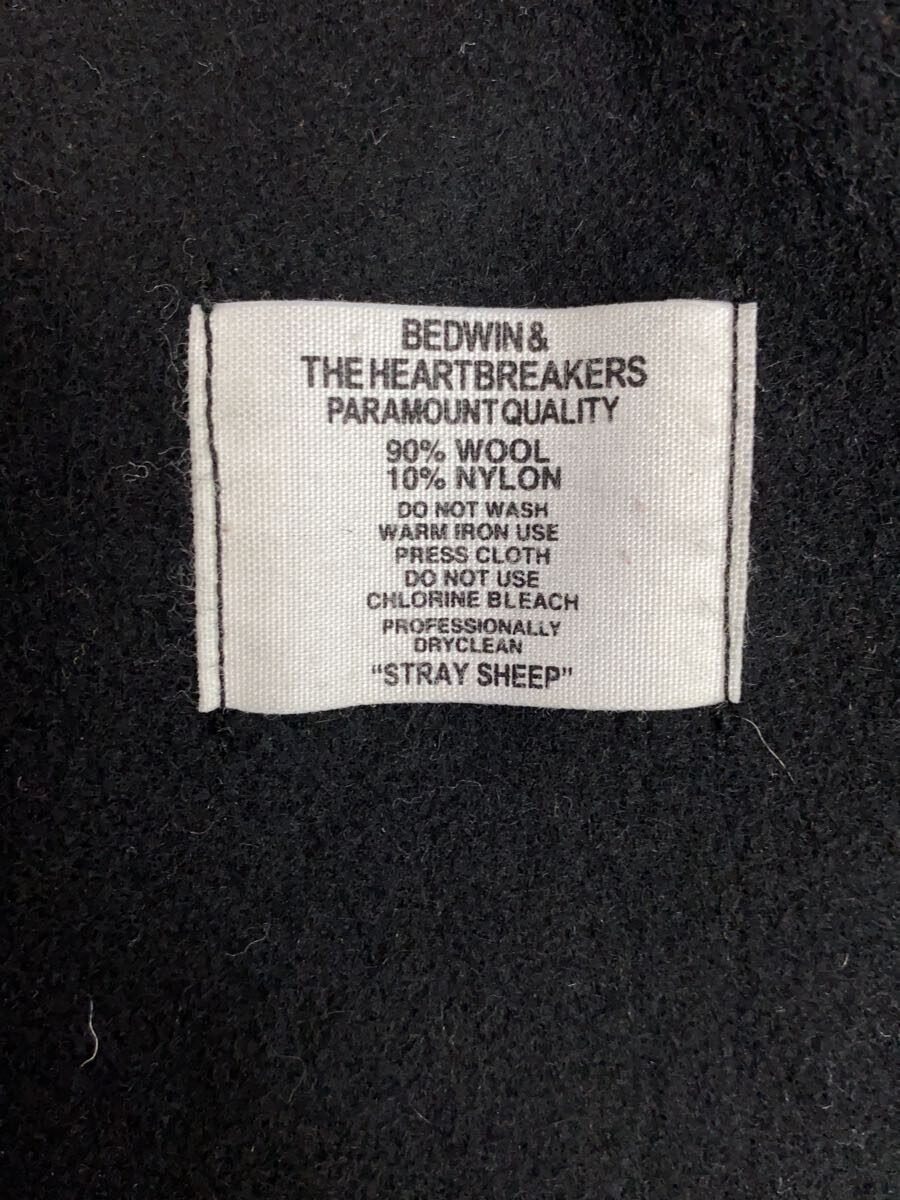 BEDWIN&
THE HEARTBREAKERS
PARAMOUNT QUALITY
90% WOOL
10% NYLON
DO NOT WASH
WARM IRON USE
PRESS CLOTH
DO NOT USE
CHLORINE BLEACH
PROFESSIONALLY
DRYCLEAN
"STRAY SHEEP"